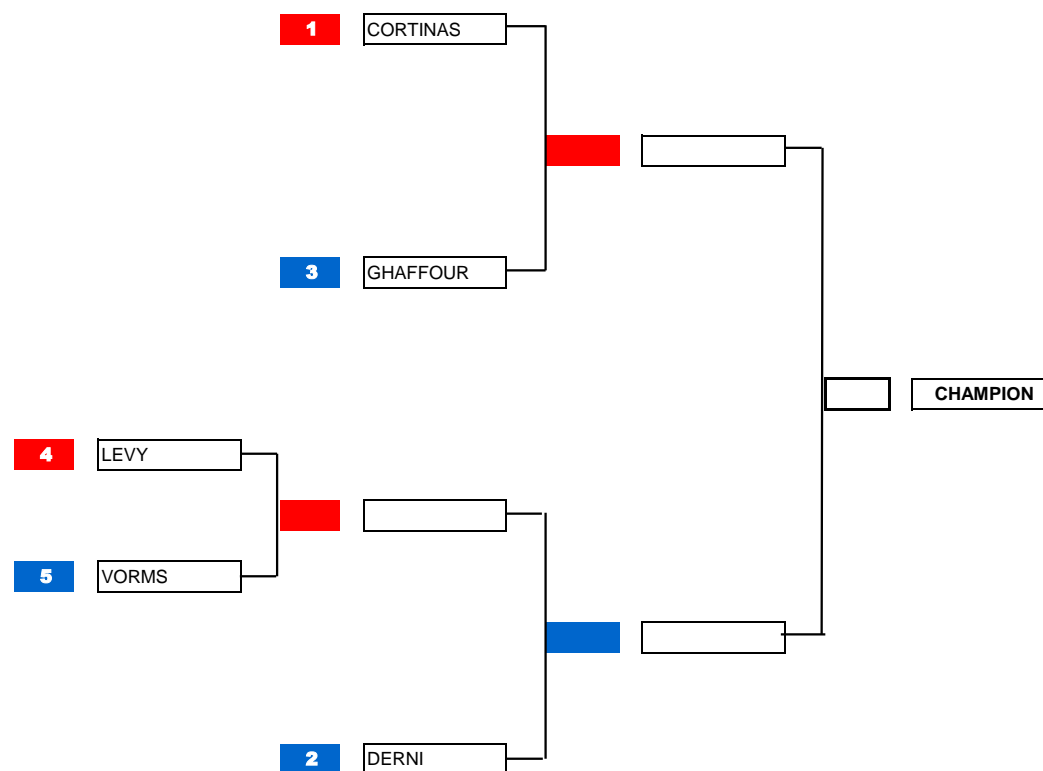 1 CORTINAS
3 GHAFFOUR
CHAMPION
4 LEVY
5 VORMS
2 DERNI